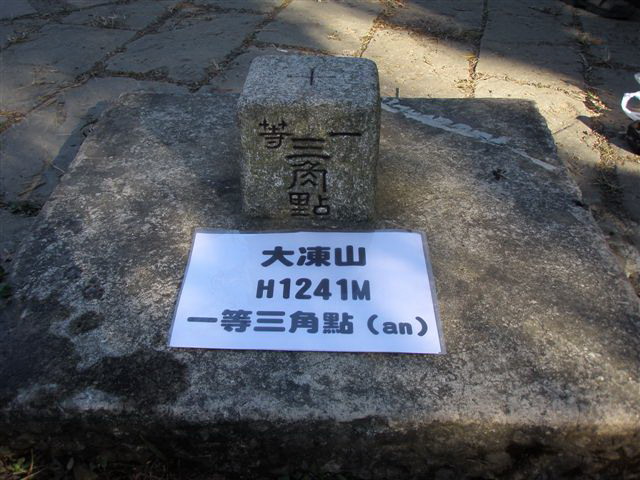 一等
三角點
大凍山
H1241M
一等三角點（an）